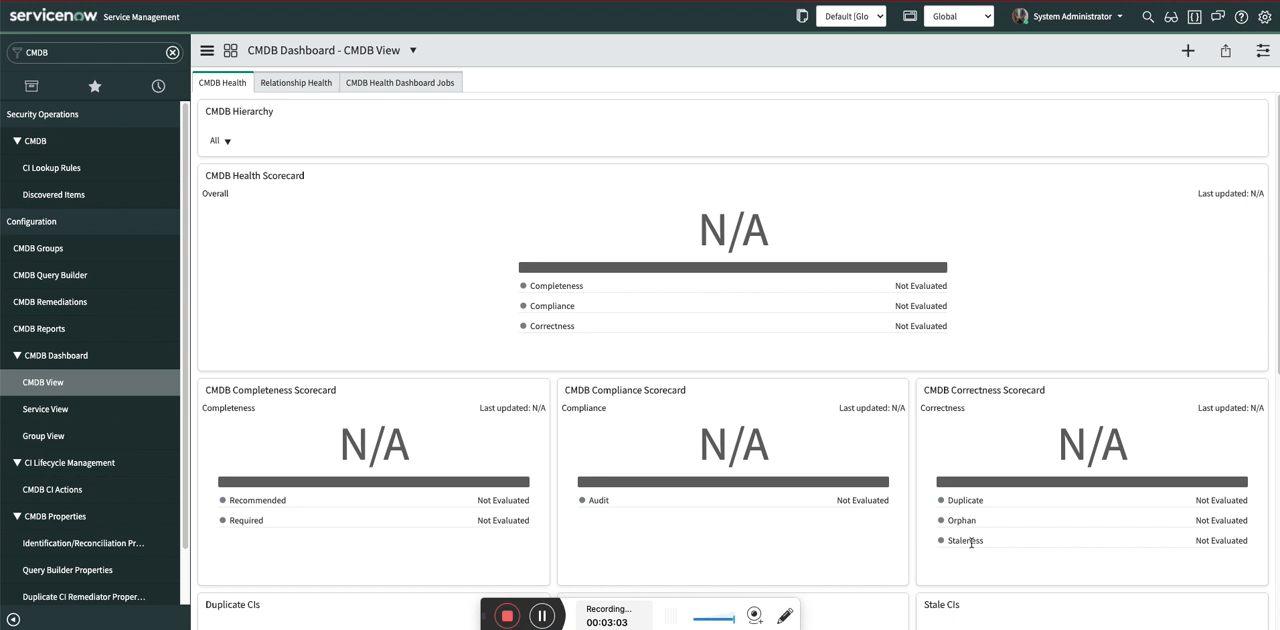 servicenow Service Management
Default (Glo
Global
System Administrator
CMDB
CMDB Dashboard - CMDB View
CMDB Health
Relationship Health
CMDB Health Dashboard Jobs
Security Operations
CMDB
CI Lookup Rules
Discovered Items
Configuration
CMDB Groups
CMDB Query Builder
CMDB Remediations
CMDB Reports
CMDB Dashboard
CMDB View
Service View
Group View
CI Lifecycle Management
CMDB CI Actions
CMDB Properties
Identification/Reconciliation Pr...
Query Builder Properties
Duplicate CI Remediator Proper...
CMDB Hierarchy
All
CMDB Health Scorecard
Overall
Last updated: N/A
N/A
Completeness Not Evaluated
Compliance Not Evaluated
Correctness Not Evaluated
CMDB Completeness Scorecard
Completeness
Last updated: N/A
N/A
Recommended Not Evaluated
Required Not Evaluated
CMDB Compliance Scorecard
Compliance
Last updated: N/A
N/A
Audit Not Evaluated
CMDB Correctness Scorecard
Correctness
Last updated: N/A
N/A
Duplicate Not Evaluated
Orphan Not Evaluated
Staleness Not Evaluated
Duplicate CIs
Stale CIs
Recording...
00:03:03